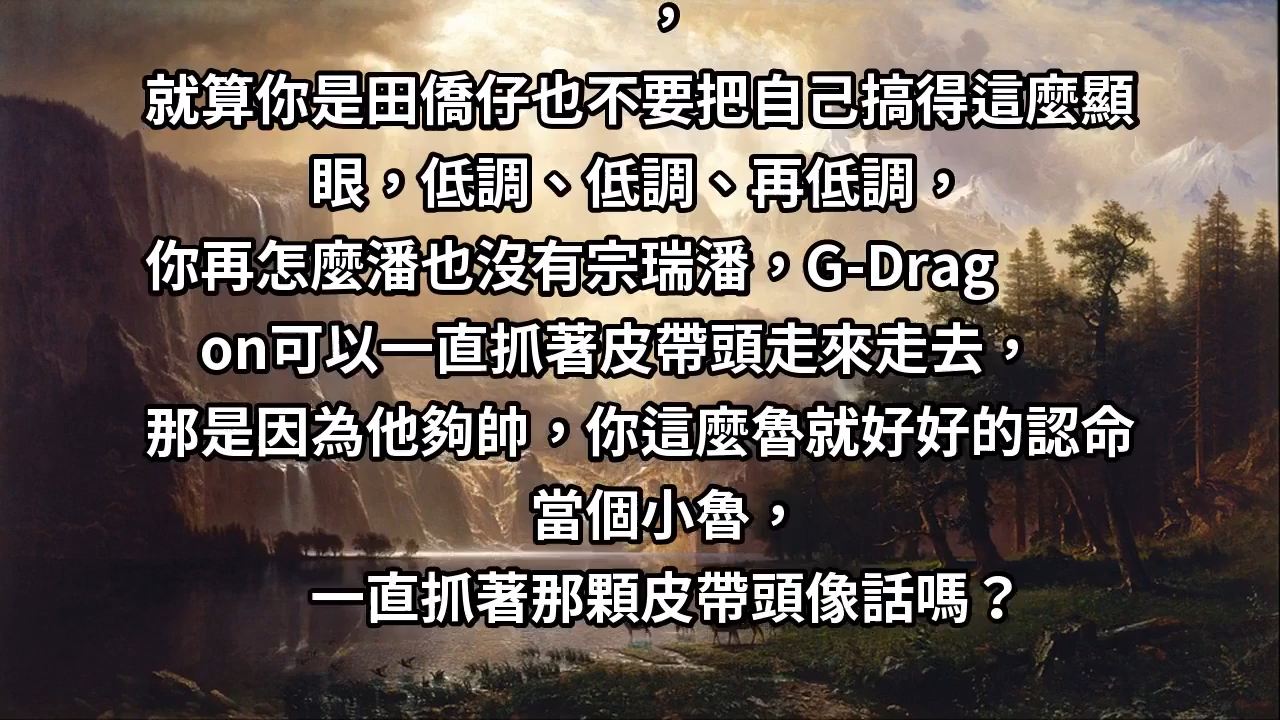 ，
就算你是田僑仔也不要把自己搞得這麼顯
眼，低調、低調、再低調，
你再怎麼潘也沒有宗瑞潘，G-Drag
on可以一直抓著皮帶頭走來走去，
那是因為他夠帥，你這麼魯就好好的認命
當個小魯，
一直抓著那顆皮帶頭像話嗎？